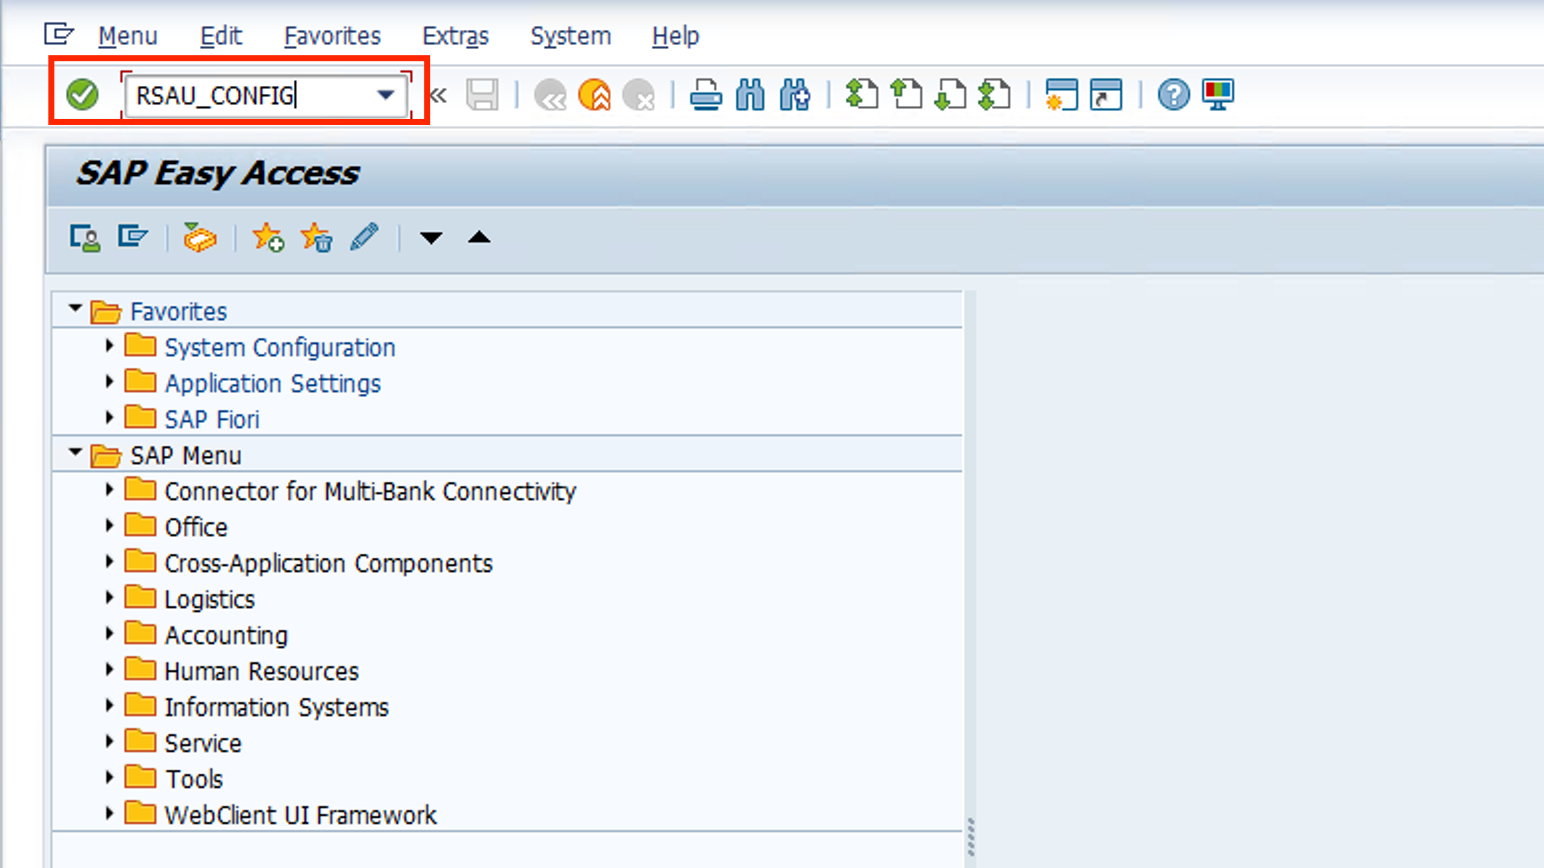 Menu Edit Favorites Extras System Help
RSAU_CONFIG
SAP Easy Access
Favorites
System Configuration
Application Settings
SAP Fiori
SAP Menu
Connector for Multi-Bank Connectivity
Office
Cross-Application Components
Logistics
Accounting
Human Resources
Information Systems
Service
Tools
WebClient UI Framework